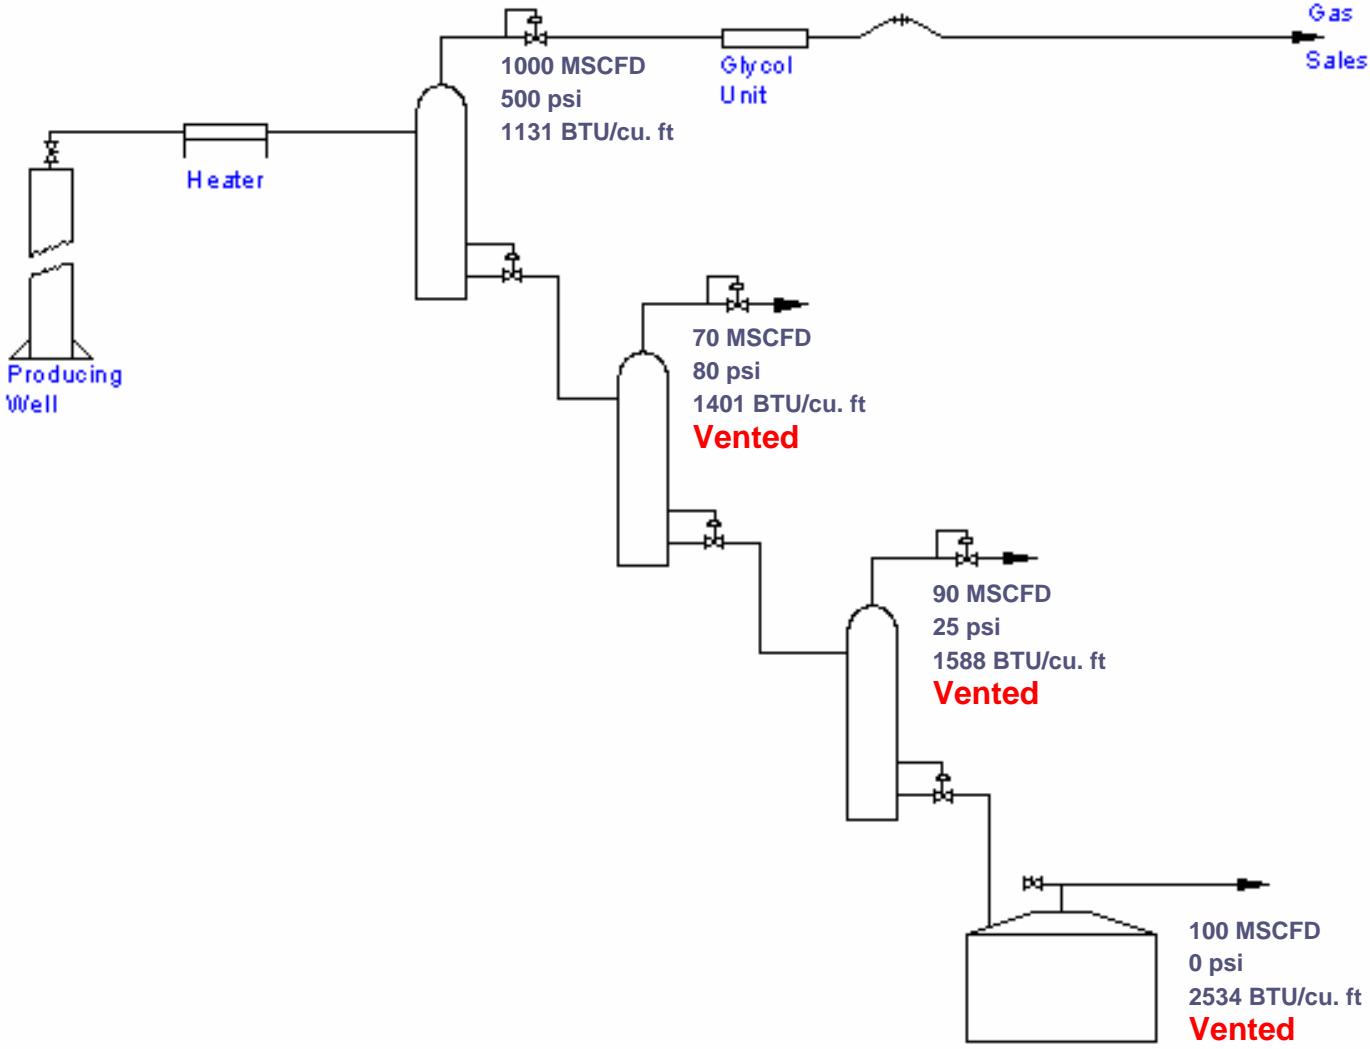 Gas
Sales
1000 MSCFD
500 psi
1131 BTU/cu. ft
Glycol
Unit
Heater
Producing
Well
70 MSCFD
80 psi
1401 BTU/cu. ft
Vented
90 MSCFD
25 psi
1588 BTU/cu. ft
Vented
100 MSCFD
0 psi
2534 BTU/cu. ft
Vented